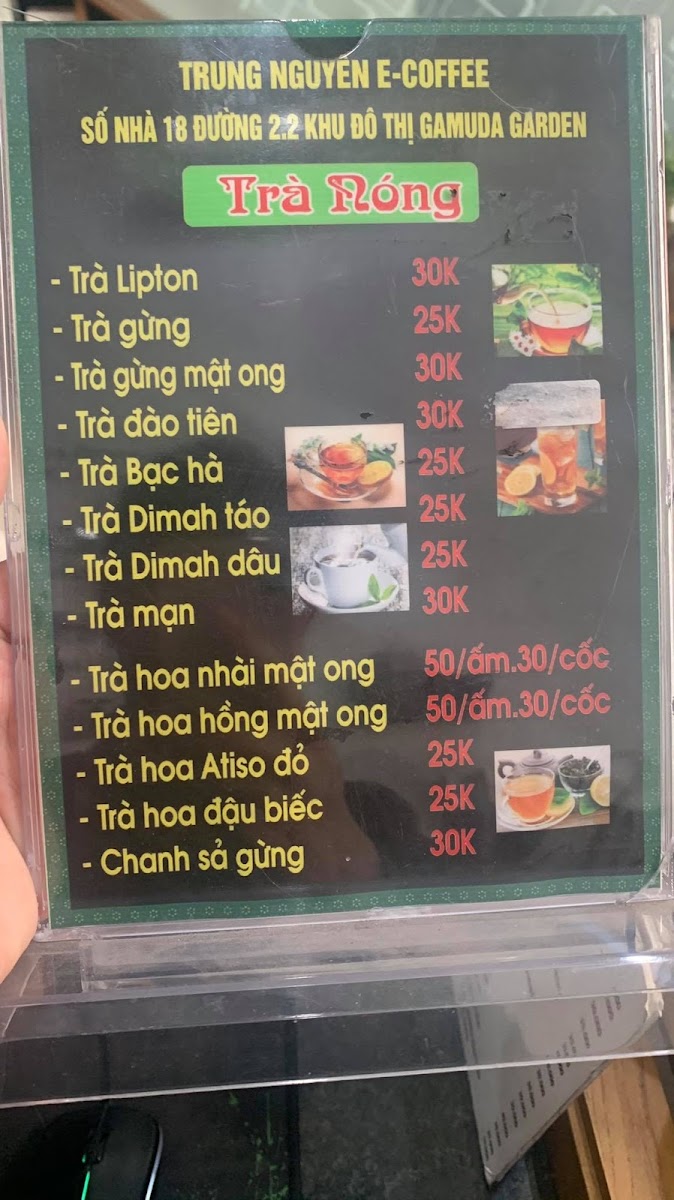 TRUNG NGUYÊN E-COFFEE
SỐ NHÀ 18 ĐƯỜNG 2.2 KHU ĐÔ THỊ GAMUDA GARDEN
Trà Nóng
- Trà Lipton 30K
- Trà gừng 25K
- Trà gừng mật ong 30K
- Trà đào tiên 30K
- Trà Bạc hà 25K
- Trà Dimah táo 25K
- Trà Dimah dâu 25K
- Trà mạn 30K
- Trà hoa nhài mật ong 50/ấm.30/cốc
- Trà hoa hồng mật ong 50/ấm.30/cốc
- Trà hoa Atiso đỏ 25K
- Trà hoa đậu biếc 25K
- Chanh sả gừng 30K